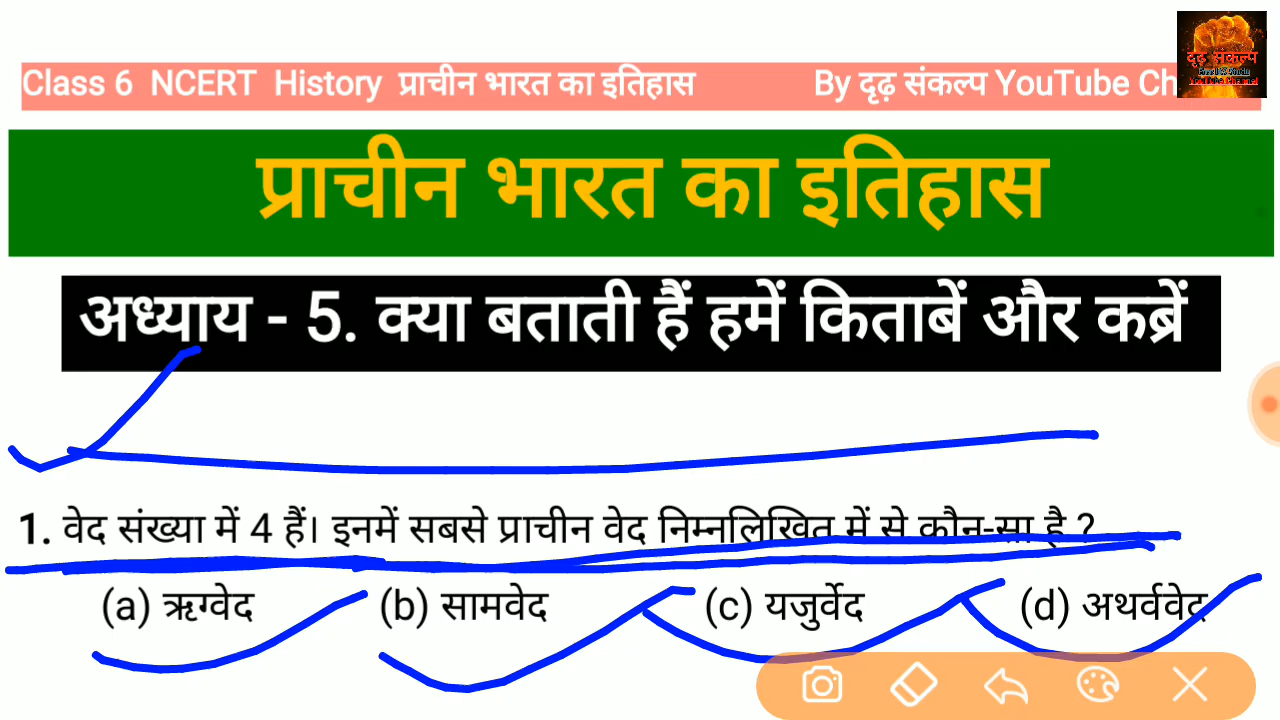 दृढ़ संकल्प
Class 6 NCERT History प्राचीन भारत का इतिहास By दृढ़ संकल्प YouTube Ch
प्राचीन भारत का इतिहास
अध्याय - 5. क्या बताती हैं हमें किताबें और कब्रें
1. वेद संख्या में 4 हैं। इनमें सबसे प्राचीन वेद निम्नलिखित में से कौन-सा है ?
(a) ऋग्वेद (b) सामवेद (c) यजुर्वेद (d) अथर्ववेद